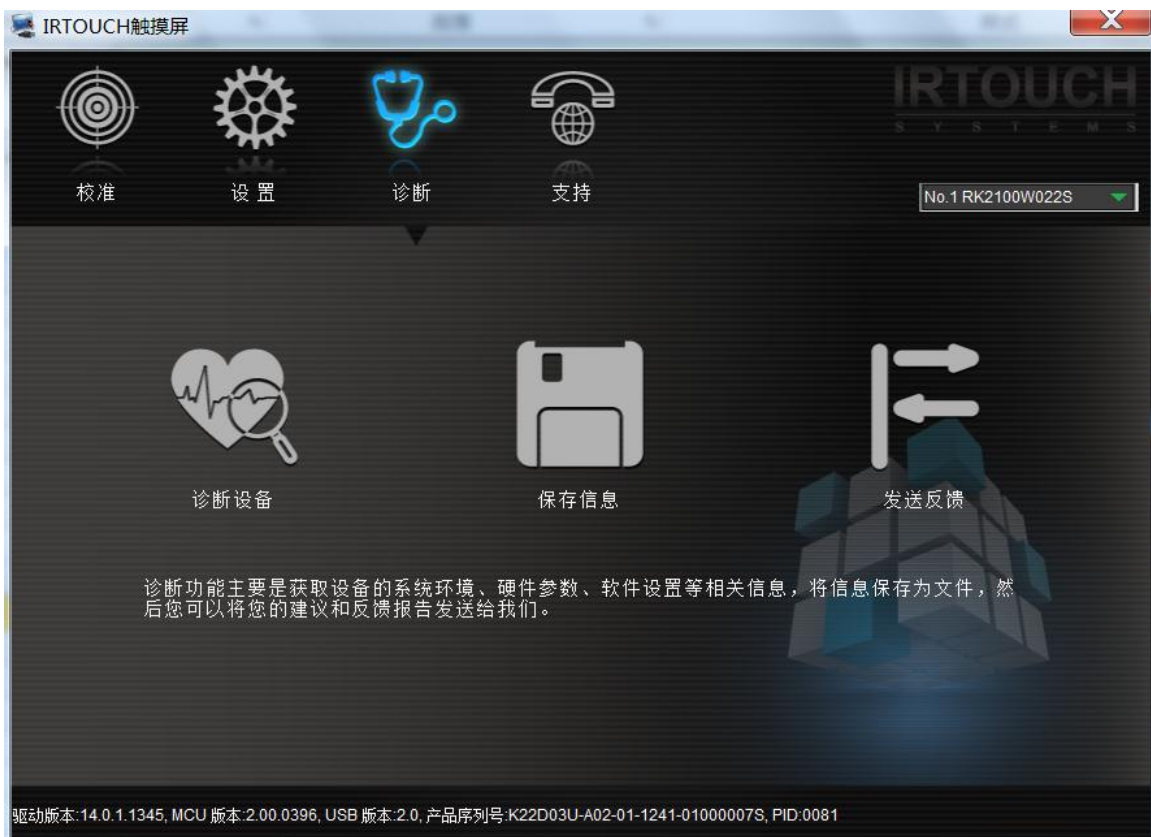 IRTOUCH触摸屏
IRTOUCH
SYSTEMS
校准
设置
诊断
支持
No.1 RK2100W022S
诊断设备
保存信息
发送反馈
诊断功能主要是获取设备的系统环境、硬件参数、软件设置等相关信息，将信息保存为文件，然
后您可以将您的建议和反馈报告发送给我们。
驱动版本:14.0.1.1345, MCU 版本:2.00.0396, USB 版本:2.0, 产品序列号:K22D03U-A02-01-1241-01000007S, PID:0081